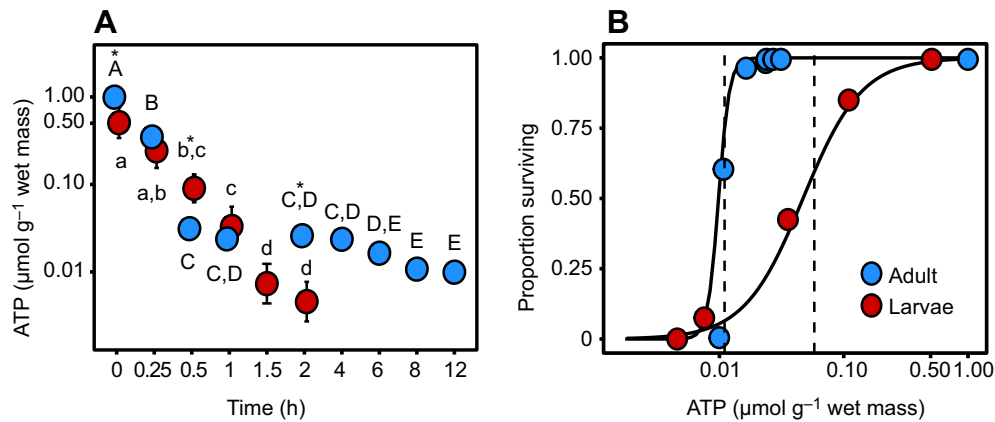 A
ATP (μmol g⁻¹ wet mass)
1.00
0.50
0.10
0.01
*
A
a
B
a,b
*
b,c
C
c
C,D
d
*
C,D
d
C,D
D,E
E
E
0 0.25 0.5 1 1.5 2 4 6 8 12
Time (h)
B
Proportion surviving
1.00
0.75
0.50
0.25
0
Adult
Larvae
0.01 0.10 0.50 1.00
ATP (μmol g⁻¹ wet mass)